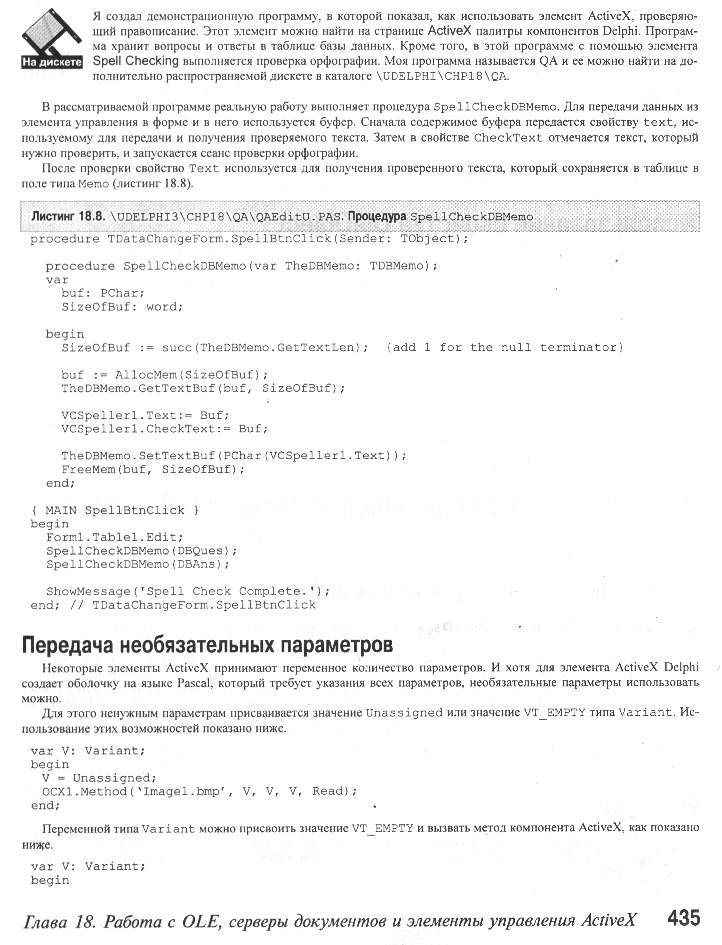 Я создал демонстрационную программу, в которой показал, как использовать элемент ActiveX, проверяю-
щий правописание. Этот элемент можно найти на странице ActiveX палитры компонентов Delphi. Програм-
ма хранит вопросы и ответы в таблице базы данных. Кроме того, в этой программе с помощью элемента
На дискете
Spell Checking выполняется проверка орфографии. Моя программа называется QA и ее можно найти на до-
полнительно распространяемой дискете в каталоге \UDELPHI\CHP18\QA.
В рассматриваемой программе реальную работу выполняет процедура SpellCheckDBMemo. Для передачи данных из
элемента управления в форме и в него используется буфер. Сначала содержимое буфера передается свойству text, ис-
пользуемому для передачи и получения проверяемого текста. Затем в свойстве CheckText отмечается текст, который
нужно проверить, и запускается сеанс проверки орфографии.
После проверки свойство Text используется для получения проверенного текста, который сохраняется в таблице в
поле типа Memo (листинг 18.8).
Листинг 18.8. \UDELPHI3\CHP18\QA\QAEditU.PAS. Процедура SpellCheckDBMemo
procedure TDataChangeForm.SpellBtnClick(Sender: TObject);
procedure SpellCheckDBMemo(var TheDBMemo: TDBMemo);
var
buf: PChar;
SizeOfBuf: word;
begin
SizeOfBuf := succ(TheDBMemo.GetTextLen); {add 1 for the null terminator}
buf := AllocMem(SizeOfBuf);
TheDBMemo.GetTextBuf(buf, SizeOfBuf);
VCSpeller1.Text:= Buf;
VCSpeller1.CheckText:= Buf;
TheDBMemo.SetTextBuf(PChar(VCSpeller1.Text));
FreeMem(buf, SizeOfBuf);
end;
{ MAIN SpellBtnClick }
begin
Form1.Table1.Edit;
SpellCheckDBMemo(DBQues);
SpellCheckDBMemo(DBAns);
ShowMessage('Spell Check Complete.');
end; // TDataChangeForm.SpellBtnClick
Передача необязательных параметров
Некоторые элементы ActiveX принимают переменное количество параметров. И хотя для элемента ActiveX Delphi
создает оболочку на языке Pascal, который требует указания всех параметров, необязательные параметры использовать
можно.
Для этого ненужным параметрам присваивается значение Unassigned или значение VT_EMPTY типа Variant. Ис-
пользование этих возможностей показано ниже.
var V: Variant;
begin
V = Unassigned;
OCX1.Method(‘Image1.bmp’, V, V, V, Read);
end;
Переменной типа Variant можно присвоить значение VT_EMPTY и вызвать метод компонента ActiveX, как показано
ниже.
var V: Variant;
begin
Глава 18. Работа с OLE, серверы документов и элементы управления ActiveX 435